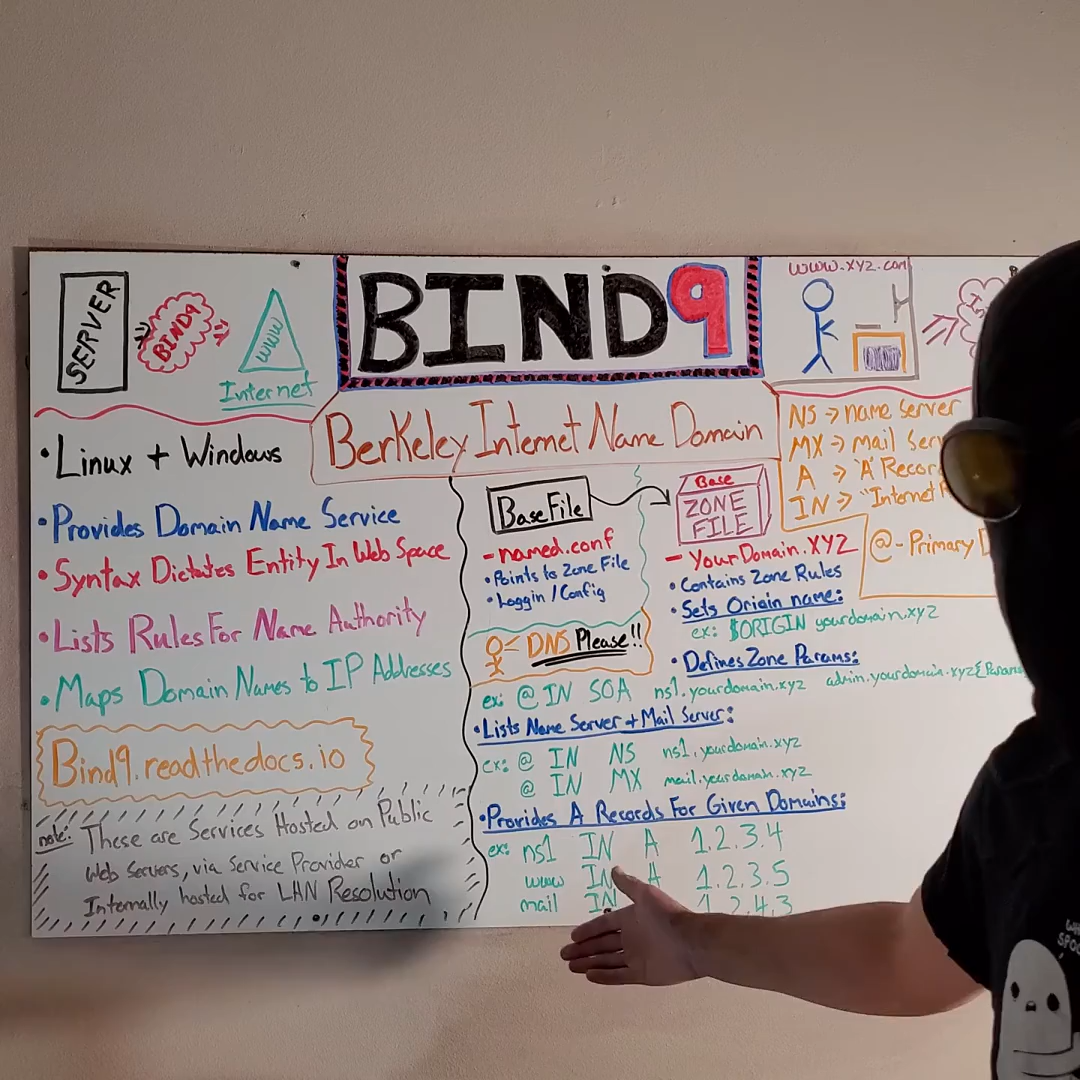 SERVER
BIND9
WWW
Internet
BIND9
www.xyz.com
Berkeley Internet Name Domain
NS → name server
MX → mail Ser
A → "A" Recor
IN → "Internet
@ - Primary
• Linux + Windows
• Provides Domain Name Service
• Syntax Dictates Entity In Web Space
• Lists Rules For Name Authority
• Maps Domain Names to IP Addresses
Bind9.readthedocs.io
note: These are Services Hosted on Public
Web Servers, via Service Provider or
Internally hosted for LAN Resolution
Base File
- named.conf
• Points to Zone File
• Loggin / Config
DNS Please!!
Base
ZONE
FILE
- YourDomain.XYZ
• Contains Zone Rules
• Sets Origin name:
ex: $ORIGIN yourdomain.xyz
• Defines Zone Params:
ex: @ IN SOA ns1.yourdomain.xyz admin.yourdomain.xyz {Params
• Lists Name Server + Mail Server:
ex: @ IN NS ns1.yourdomain.xyz
@ IN MX mail.yourdomain.xyz
• Provides A Records For Given Domains:
ex: ns1 IN A 1.2.3.4
www IN A 1.2.3.5
mail IN 1.2.4.3